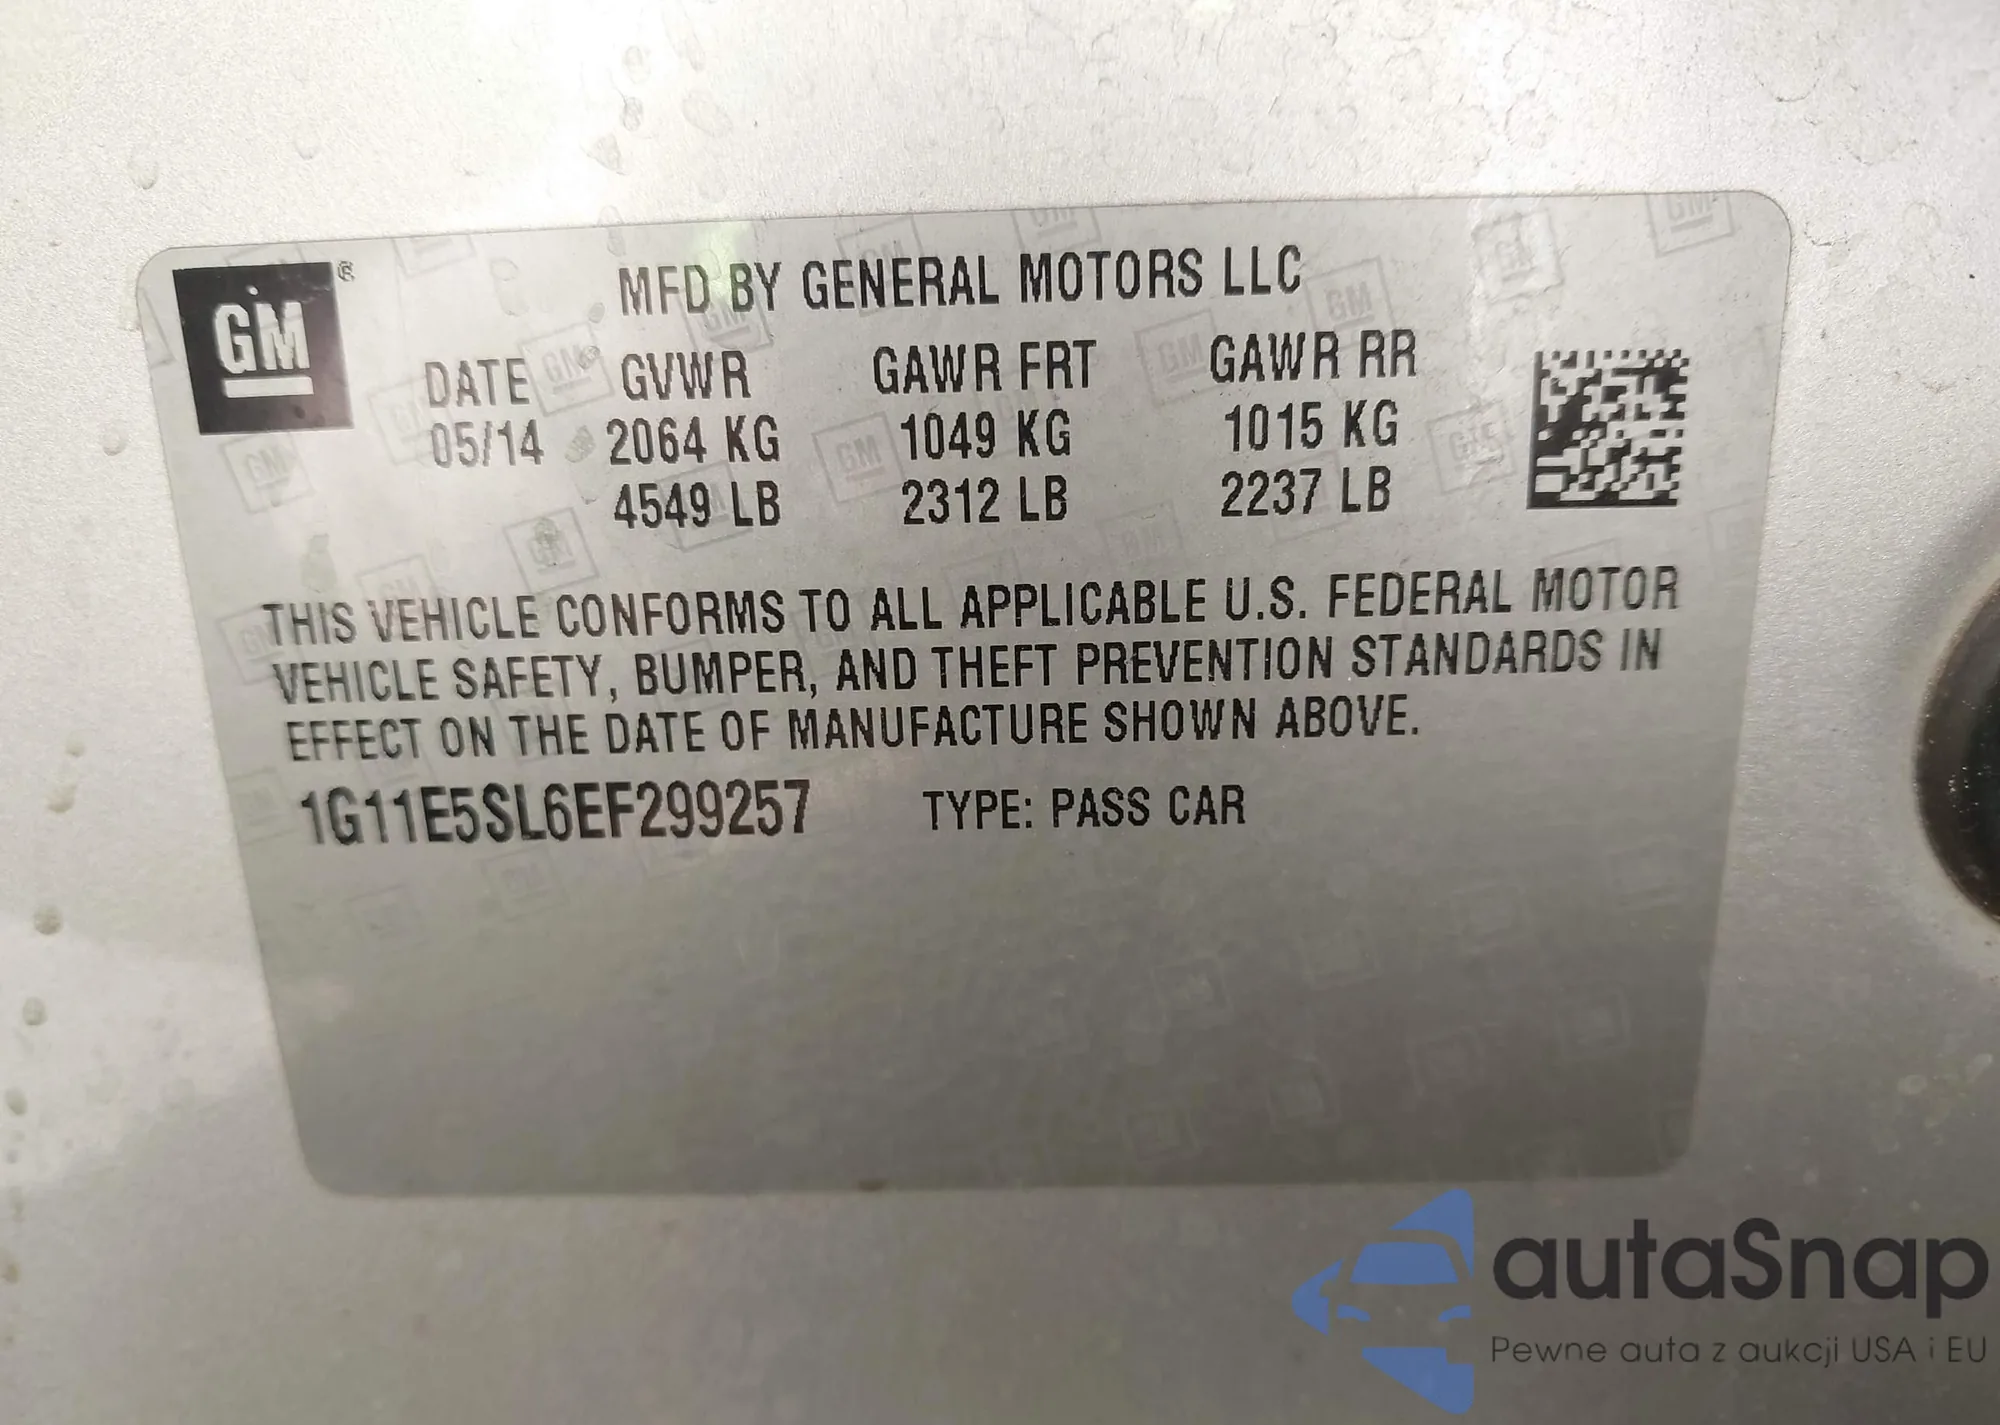 GM ®
MFD BY GENERAL MOTORS LLC
DATE GVWR GAWR FRT GAWR RR
05/14 2064 KG 1049 KG 1015 KG
4549 LB 2312 LB 2237 LB
THIS VEHICLE CONFORMS TO ALL APPLICABLE U.S. FEDERAL MOTOR
VEHICLE SAFETY, BUMPER, AND THEFT PREVENTION STANDARDS IN
EFFECT ON THE DATE OF MANUFACTURE SHOWN ABOVE.
1G11E5SL6EF299257 TYPE: PASS CAR
autaSnap
Pewne auta z aukcji USA i EU